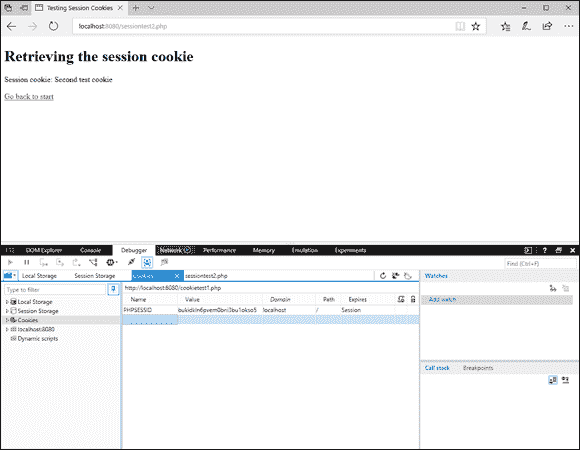 Testing Session Cookies
localhost:8080/sessiontest2.php
Retrieving the session cookie
Session cookie: Second test cookie
Go back to start
F12 DOM Explorer Console Debugger Network Performance Memory Emulation Experiments
Find (Ctrl+F)
Local Storage Session Storage Cookies sessiontest2.php
Watches
Type to filter
http://localhost:8080/cookietest1.php
Name Value Domain Path Expires
Add watch
Local Storage
PHPSESSID localhost / Session
Session Storage
Cookies
localhost:8080
Dynamic scripts
Call stack Breakpoints